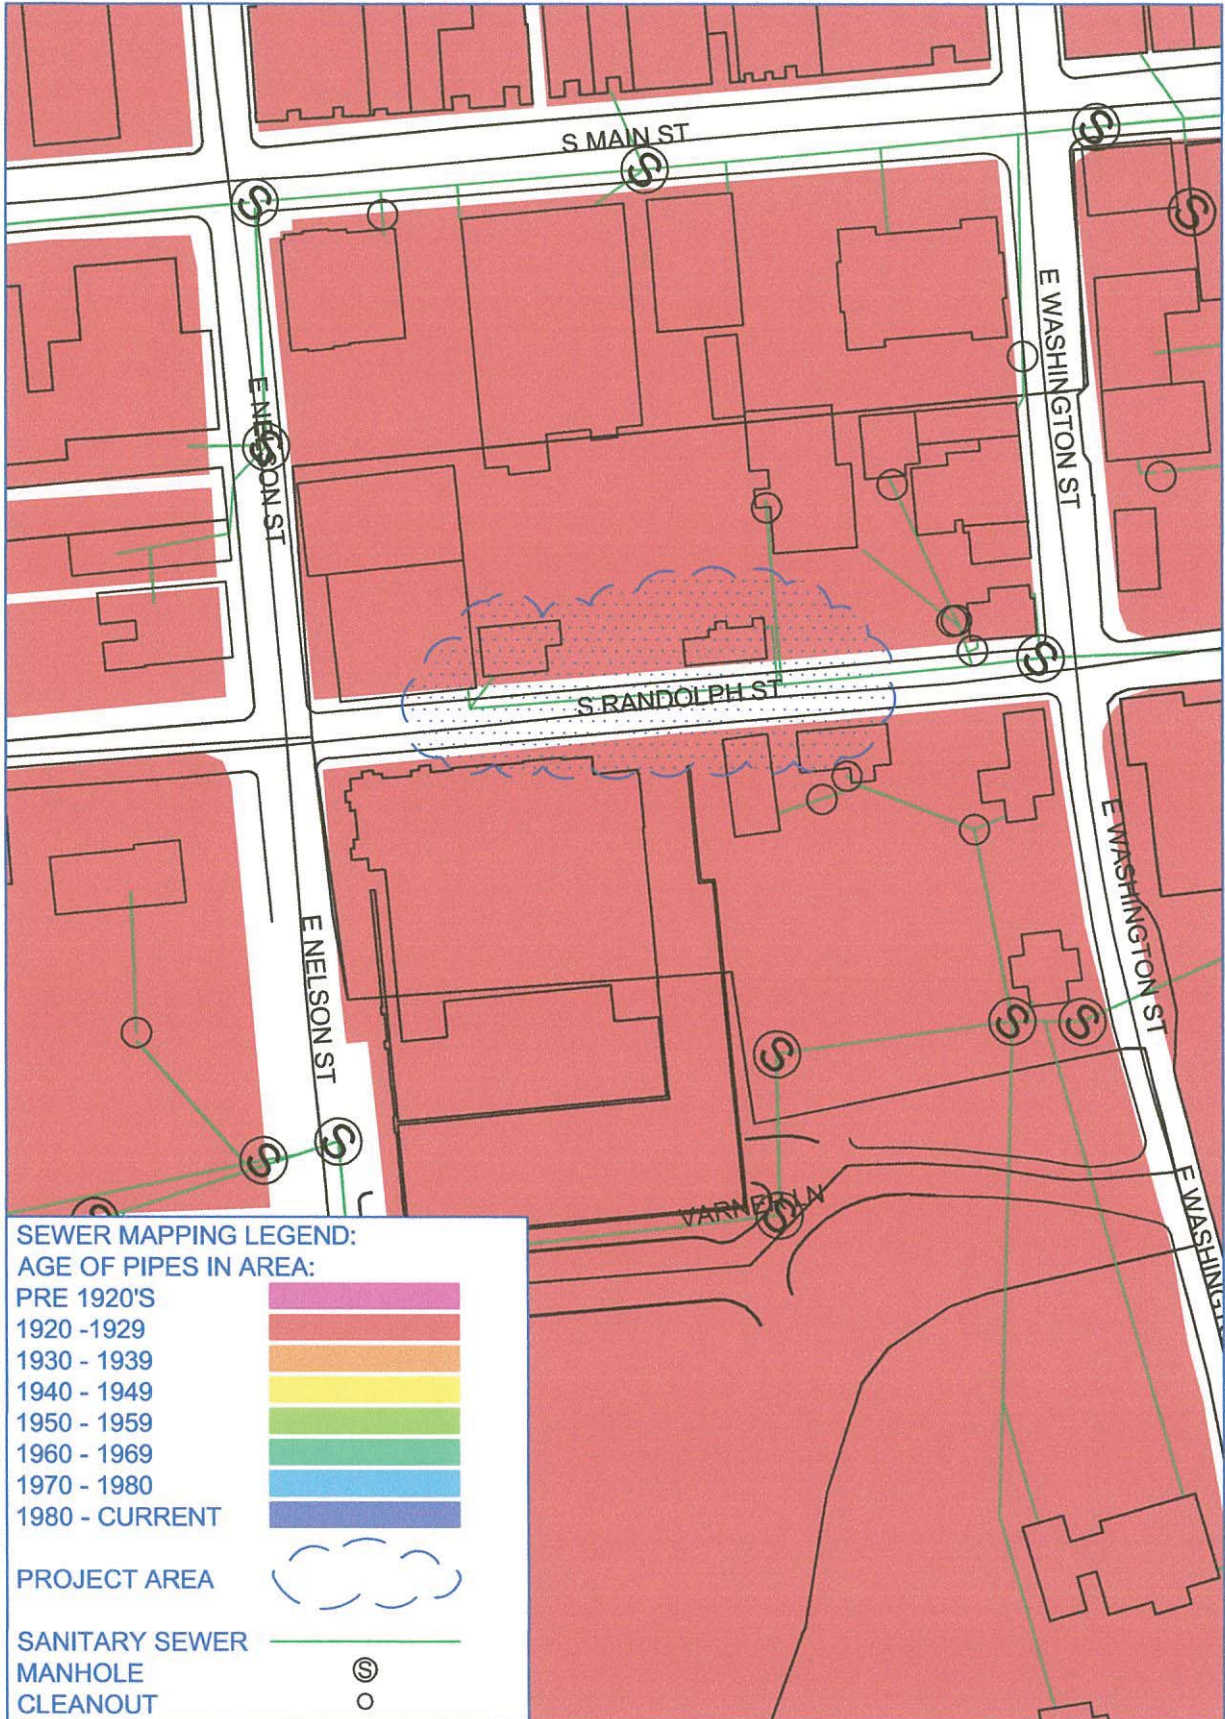 S MAIN ST
S
S
S
S
E WASHINGTON ST
E NELSON ST
S
S RANDOLPH ST
S
E WASHINGTON ST
E NELSON ST
S
S
S
S
S
S
VARNER LN
S
E WASHINGT
SEWER MAPPING LEGEND:
AGE OF PIPES IN AREA:
PRE 1920'S
1920 -1929
1930 - 1939
1940 - 1949
1950 - 1959
1960 - 1969
1970 - 1980
1980 - CURRENT
PROJECT AREA
SANITARY SEWER
MANHOLE
S
CLEANOUT